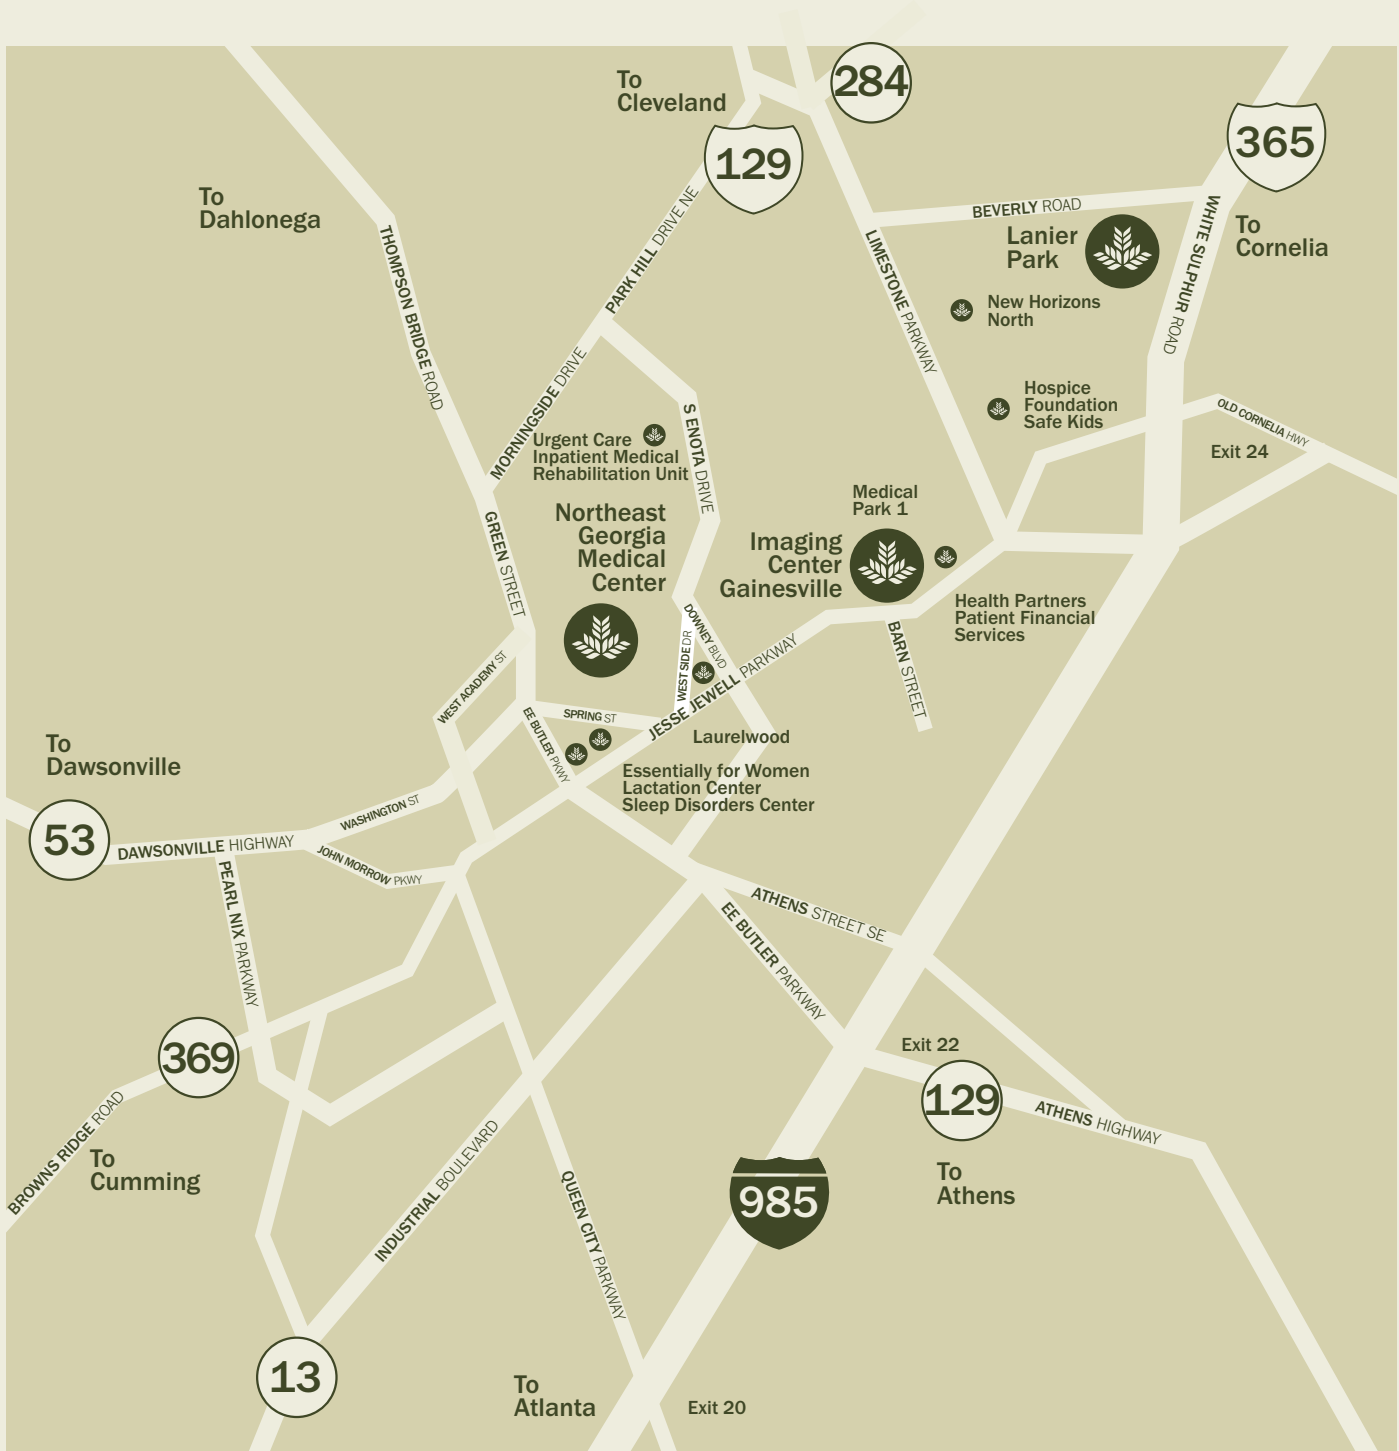 To
Cleveland
284
129
365
To
Dahlonega
To
Cornelia
BEVERLY ROAD
Lanier
Park
New Horizons
North
WHITE SULPHUR ROAD
THOMPSON BRIDGE ROAD
PARK HILL DRIVE NE
LIMESTONE PARKWAY
MORNINGSIDE DRIVE
Hospice
Foundation
Safe Kids
OLD CORNELIA HWY
Exit 24
S ENOTA DRIVE
Urgent Care
Inpatient Medical
Rehabilitation Unit
Northeast
Georgia
Medical
Center
Medical
Park 1
Imaging
Center
Gainesville
GREEN STREET
Health Partners
Patient Financial
Services
DOWNEY BLVD
WEST SIDE DR
BARN STREET
WEST ACADEMY ST
JESSE JEWELL PARKWAY
SPRING ST
EE BUTLER PKWY
Laurelwood
Essentially for Women
Lactation Center
Sleep Disorders Center
To
Dawsonville
53
DAWSONVILLE HIGHWAY
WASHINGTON ST
JOHN MORROW PKWY
PEARL NIX PARKWAY
ATHENS STREET SE
EE BUTLER PARKWAY
369
Exit 22
129
ATHENS HIGHWAY
BROWNS RIDGE ROAD
To
Cumming
INDUSTRIAL BOULEVARD
QUEEN CITY PARKWAY
985
To
Athens
13
To
Atlanta
Exit 20